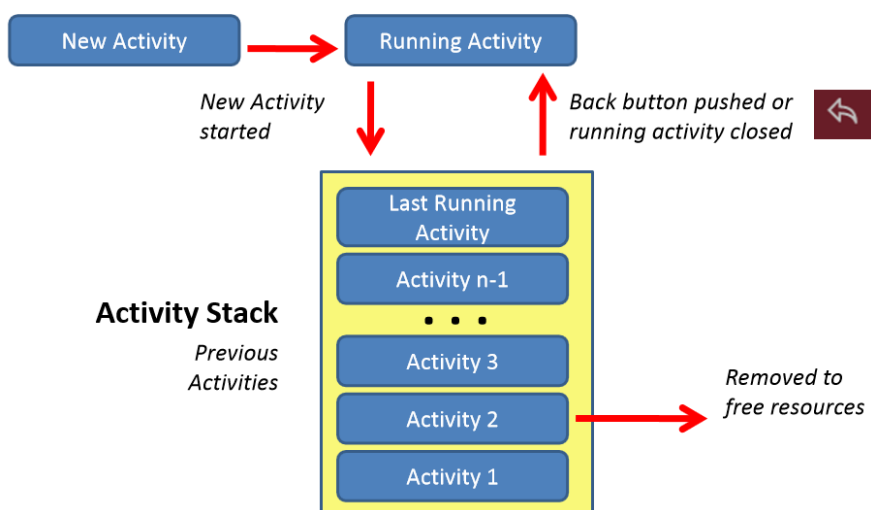 New Activity
Running Activity
New Activity
started
Back button pushed or
running activity closed
Last Running
Activity
Activity n-1
. . .
Activity Stack
Previous
Activities
Activity 3
Activity 2
Activity 1
Removed to
free resources